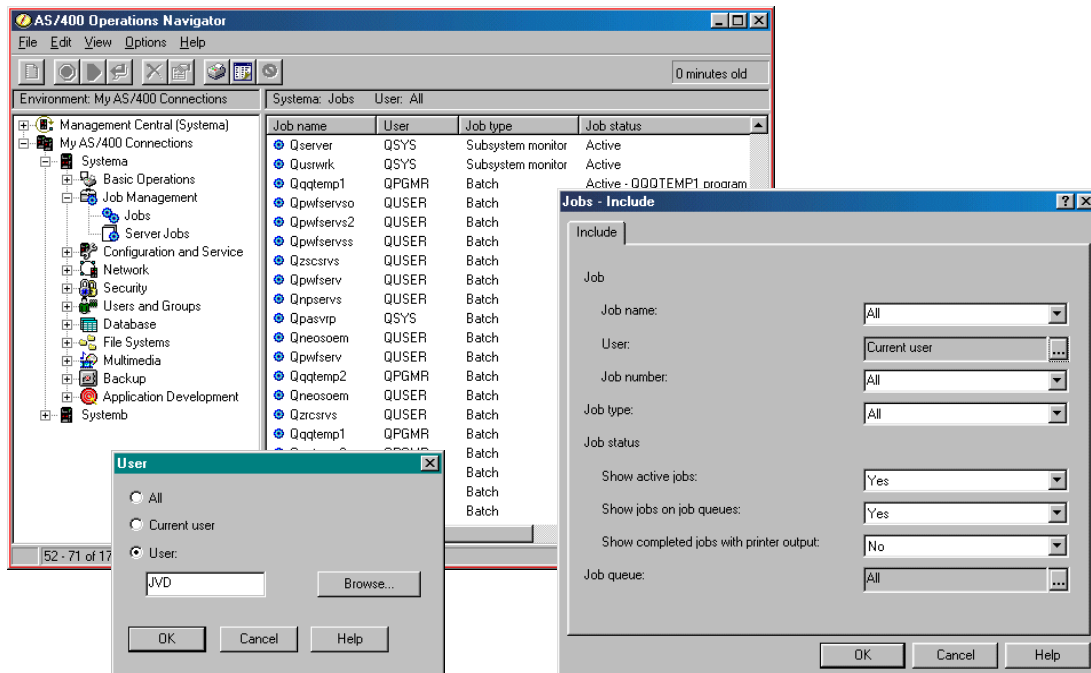 AS/400 Operations Navigator
File Edit View Options Help
0 minutes old
Environment: My AS/400 Connections
Systema: Jobs User: All
Management Central (Systema)
My AS/400 Connections
Systema
Basic Operations
Job Management
Jobs
Server Jobs
Configuration and Service
Network
Security
Users and Groups
Database
File Systems
Multimedia
Backup
Application Development
Systemb
Job name User Job type Job status
Qserver QSYS Subsystem monitor Active
Qusrwrk QSYS Subsystem monitor Active
Qqqtemp1 QPGMR Batch Active - QQQTEMP1 program
Qpwfservso QUSER Batch
Qpwfservs2 QUSER Batch
Qpwfservss QUSER Batch
Qzscsrvs QUSER Batch
Qpwfserv QUSER Batch
Qnpservs QUSER Batch
Qpasvrp QSYS Batch
Qneosoem QUSER Batch
Qpwfserv QUSER Batch
Qqqtemp2 QPGMR Batch
Qneosoem QUSER Batch
Qzrcsrvs QUSER Batch
Qqqtemp1 QPGMR Batch
Batch
Batch
Batch
Batch
52 - 71 of 17
User
All
Current user
User:
JVD
Browse...
OK Cancel Help
Jobs - Include
Include
Job
Job name: All
User: Current user ...
Job number: All
Job type: All
Job status
Show active jobs: Yes
Show jobs on job queues: Yes
Show completed jobs with printer output: No
Job queue: All ...
OK Cancel Help